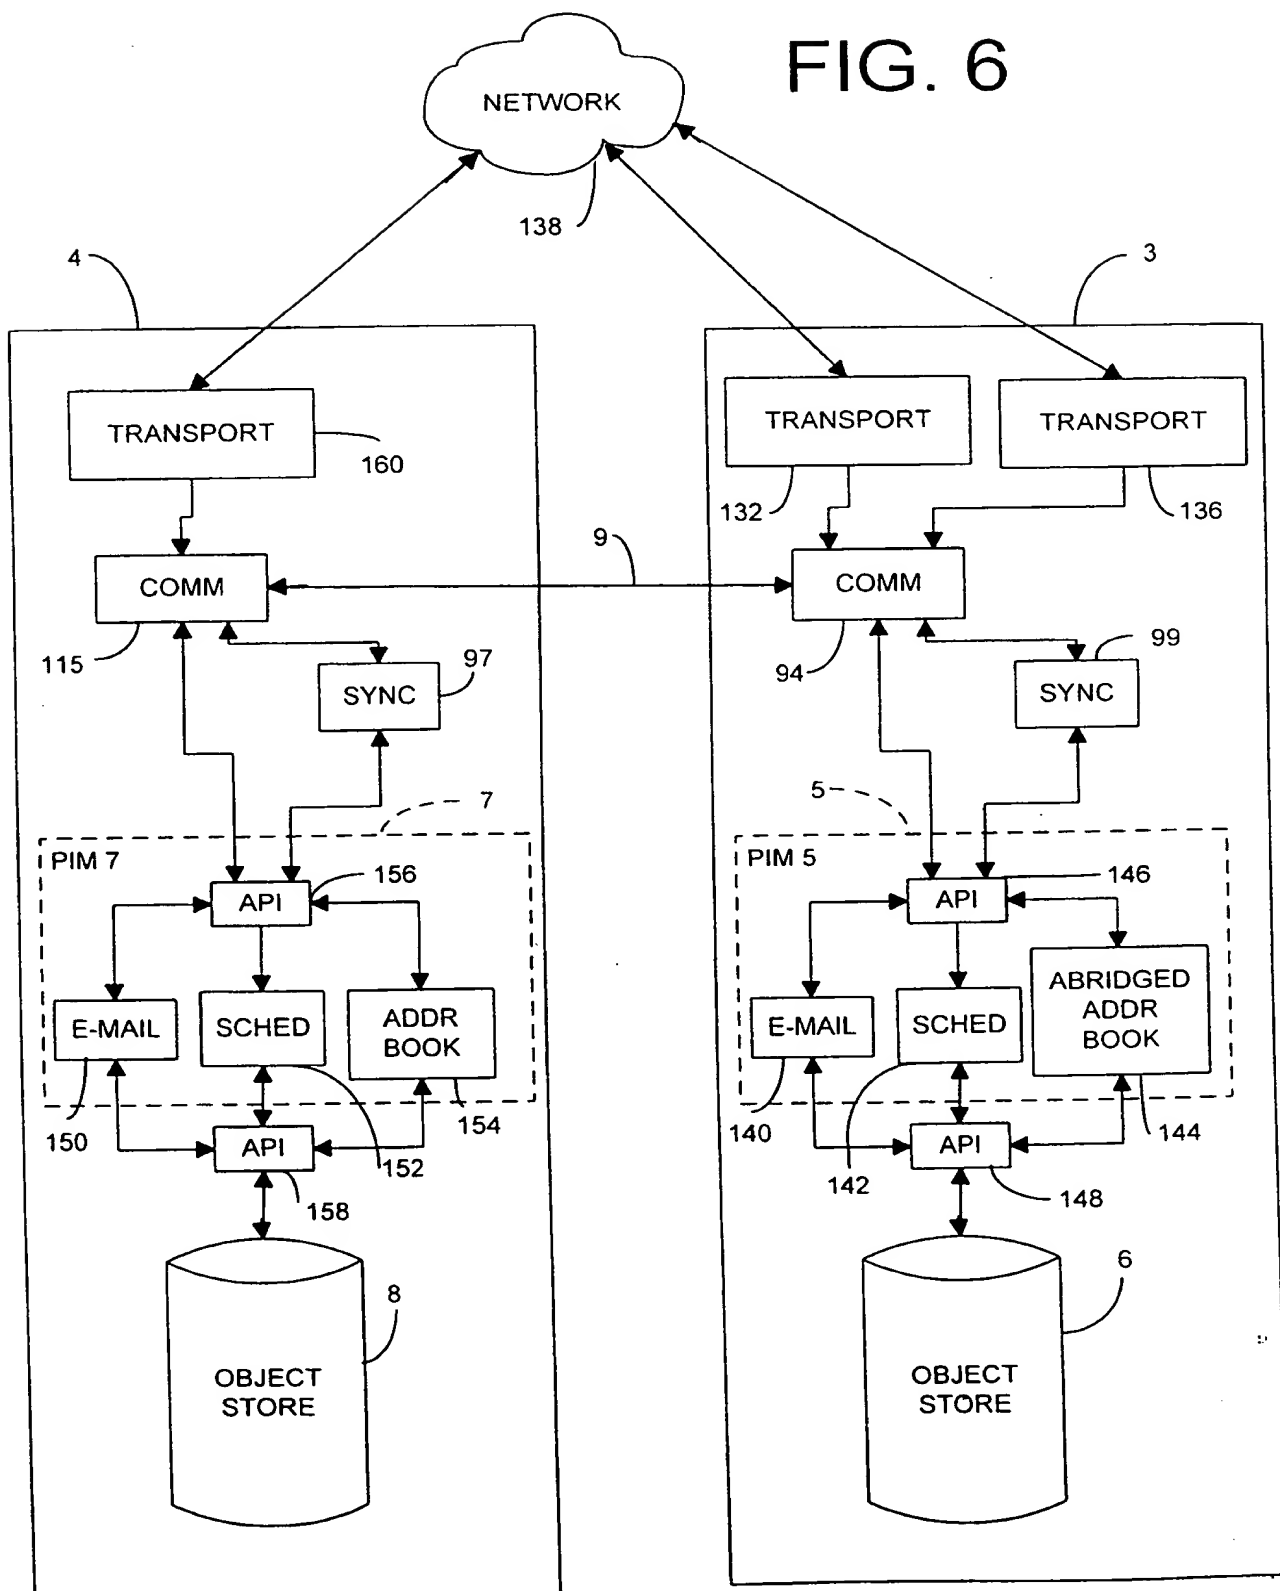 FIG. 6
NETWORK
138
4
3
TRANSPORT
160
TRANSPORT
132
TRANSPORT
136
9
COMM
115
COMM
94
97
SYNC
99
SYNC
7
PIM 7
5
PIM 5
API
156
API
146
E-MAIL
SCHED
ADDR
BOOK
E-MAIL
SCHED
ABRIDGED
ADDR
BOOK
150
154
API
152
158
140
144
API
142
148
8
OBJECT
STORE
6
OBJECT
STORE